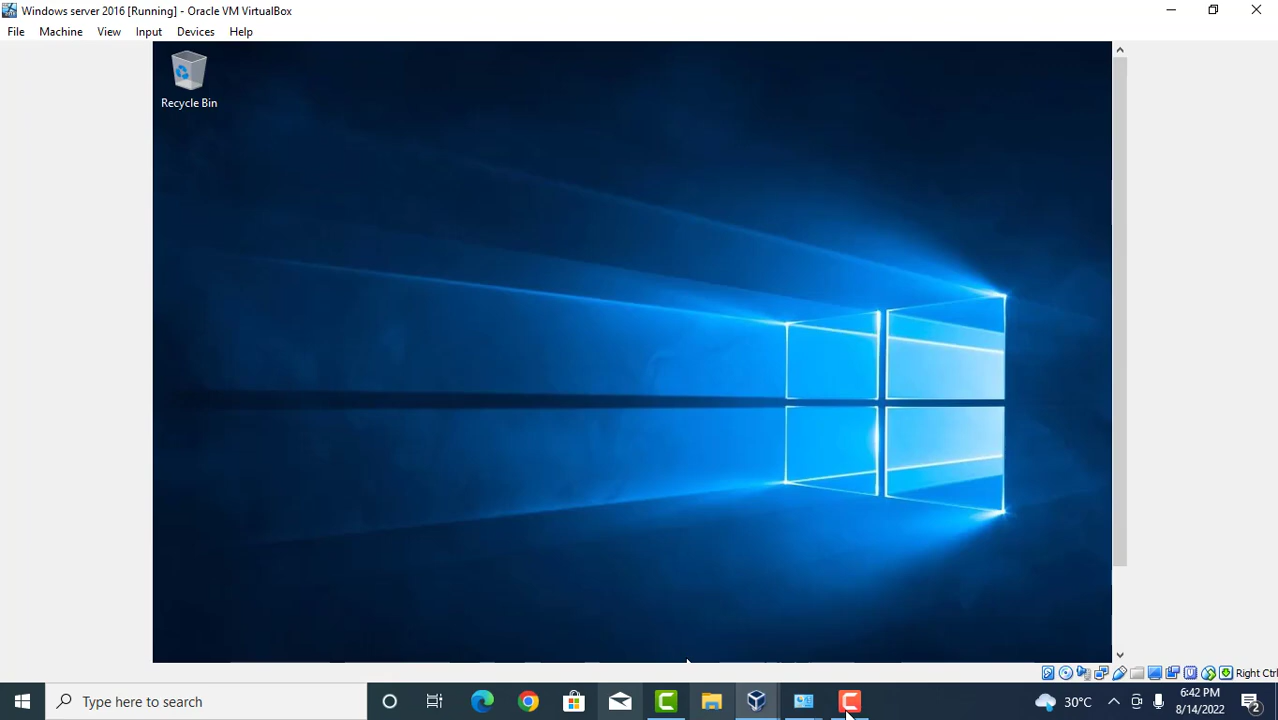 Windows server 2016 [Running] - Oracle VM VirtualBox
File Machine View Input Devices Help
Recycle Bin
Right Ctrl
Type here to search
30°C
6:42 PM
8/14/2022
2